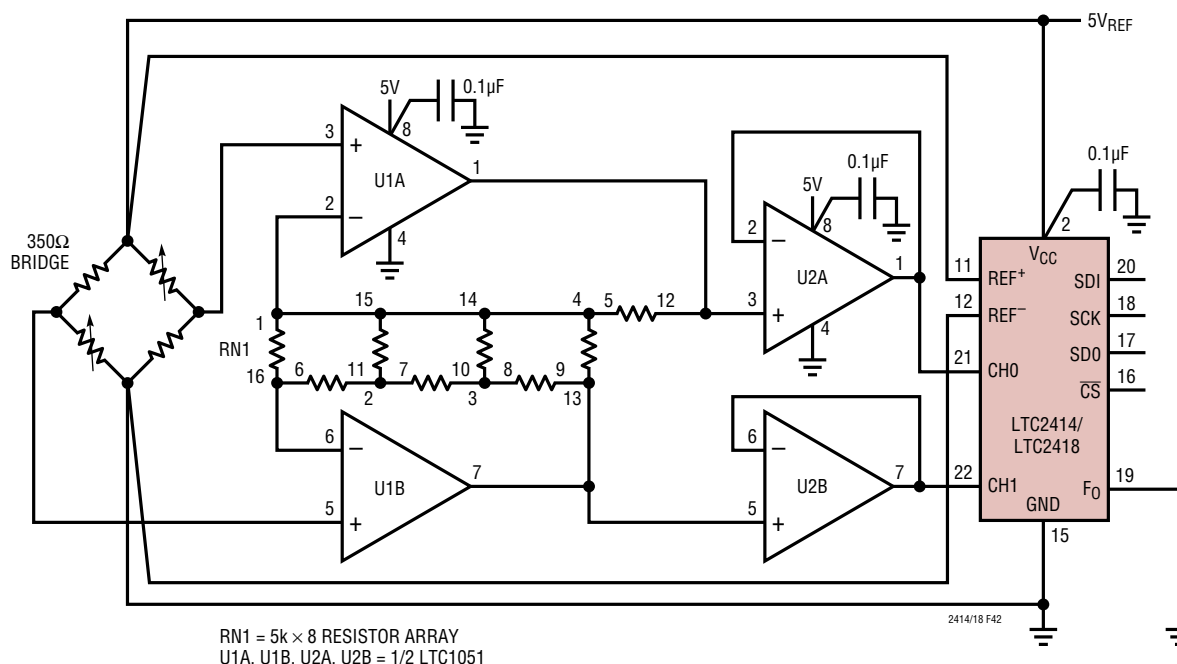 5VREF
5V
0.1µF
8
3
+
U1A
1
2
−
4
350Ω
BRIDGE
5V
0.1µF
8
2
−
U2A
1
3
+
4
0.1µF
2
VCC
11
REF+
12
REF−
21
CH0
22
CH1
SDI
20
SCK
18
SD0
17
CS
16
LTC2414/
LTC2418
FO
19
GND
15
1
15
14
4
5
12
RN1
16
6
11
7
10
8
9
2
3
13
6
−
U1B
7
5
+
6
−
U2B
7
5
+
2414/18 F42
RN1 = 5k × 8 RESISTOR ARRAY
U1A, U1B, U2A, U2B = 1/2 LTC1051